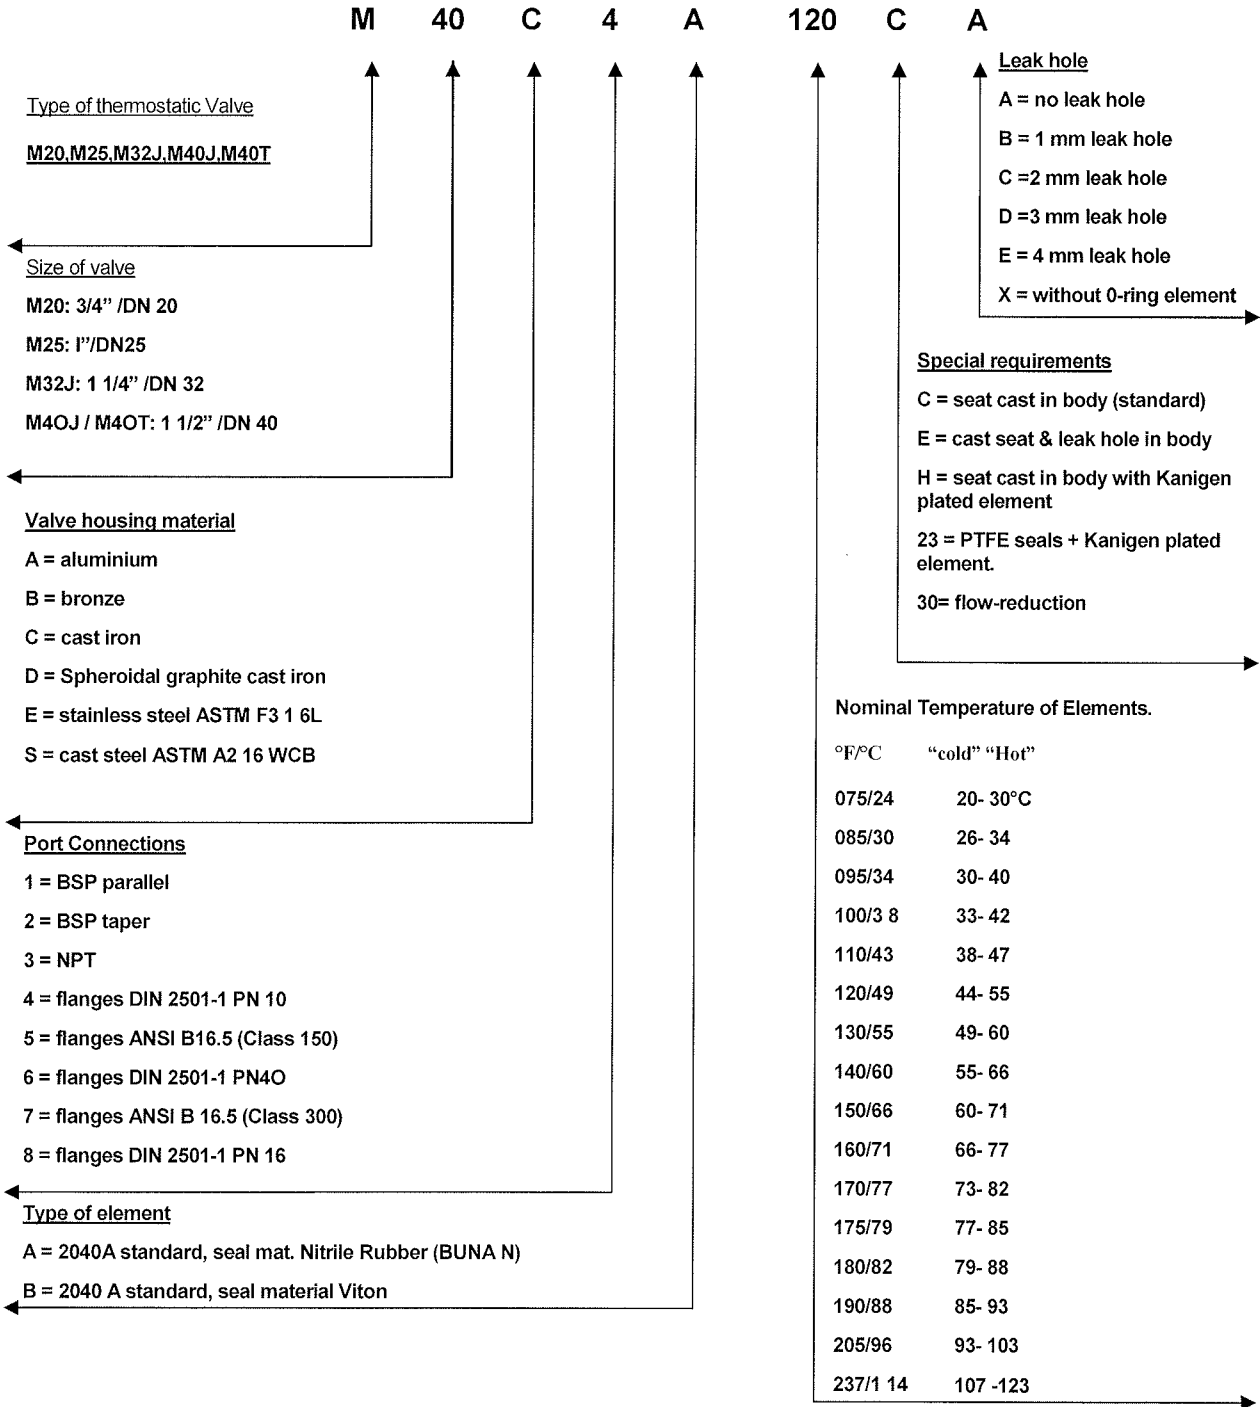 M 40 C 4 A 120 C A
Type of thermostatic Valve
M20,M25,M32J,M40J,M40T
Size of valve
M20: 3/4” /DN 20
M25: I”/DN25
M32J: 1 1/4” /DN 32
M4OJ / M4OT: 1 1/2” /DN 40
Valve housing material
A = aluminium
B = bronze
C = cast iron
D = Spheroidal graphite cast iron
E = stainless steel ASTM F3 1 6L
S = cast steel ASTM A2 16 WCB
Port Connections
1 = BSP parallel
2 = BSP taper
3 = NPT
4 = flanges DIN 2501-1 PN 10
5 = flanges ANSI B16.5 (Class 150)
6 = flanges DIN 2501-1 PN4O
7 = flanges ANSI B 16.5 (Class 300)
8 = flanges DIN 2501-1 PN 16
Type of element
A = 2040A standard, seal mat. Nitrile Rubber (BUNA N)
B = 2040 A standard, seal material Viton
Leak hole
A = no leak hole
B = 1 mm leak hole
C =2 mm leak hole
D =3 mm leak hole
E = 4 mm leak hole
X = without 0-ring element
Special requirements
C = seat cast in body (standard)
E = cast seat & leak hole in body
H = seat cast in body with Kanigen
plated element
23 = PTFE seals + Kanigen plated
element.
30= flow-reduction
Nominal Temperature of Elements.
°F/°C “cold” “Hot”
075/24 20- 30°C
085/30 26- 34
095/34 30- 40
100/3 8 33- 42
110/43 38- 47
120/49 44- 55
130/55 49- 60
140/60 55- 66
150/66 60- 71
160/71 66- 77
170/77 73- 82
175/79 77- 85
180/82 79- 88
190/88 85- 93
205/96 93- 103
237/1 14 107 -123